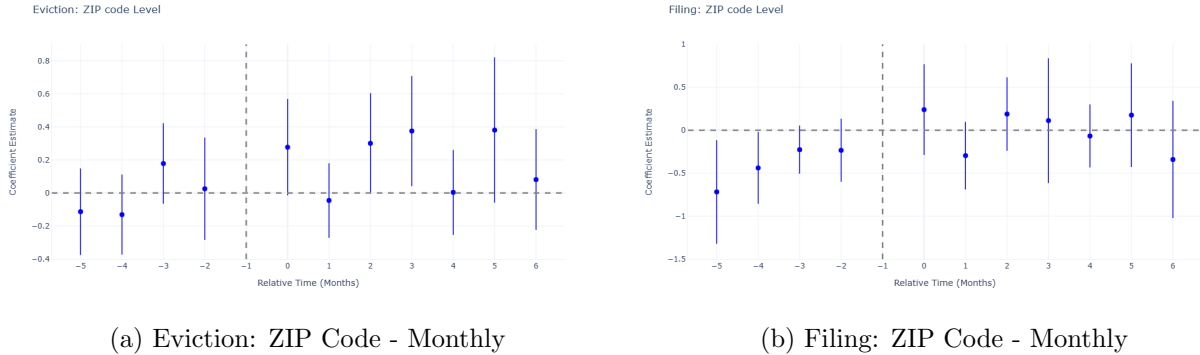 Eviction: ZIP code Level
0.8
0.6
0.4
0.2
0
−0.2
−0.4
Coefficient Estimate
−5 −4 −3 −2 −1 0 1 2 3 4 5 6
Relative Time (Months)
(a) Eviction: ZIP Code - Monthly
Filing: ZIP code Level
1
0.5
0
−0.5
−1
−1.5
Coefficient Estimate
−5 −4 −3 −2 −1 0 1 2 3 4 5 6
Relative Time (Months)
(b) Filing: ZIP Code - Monthly